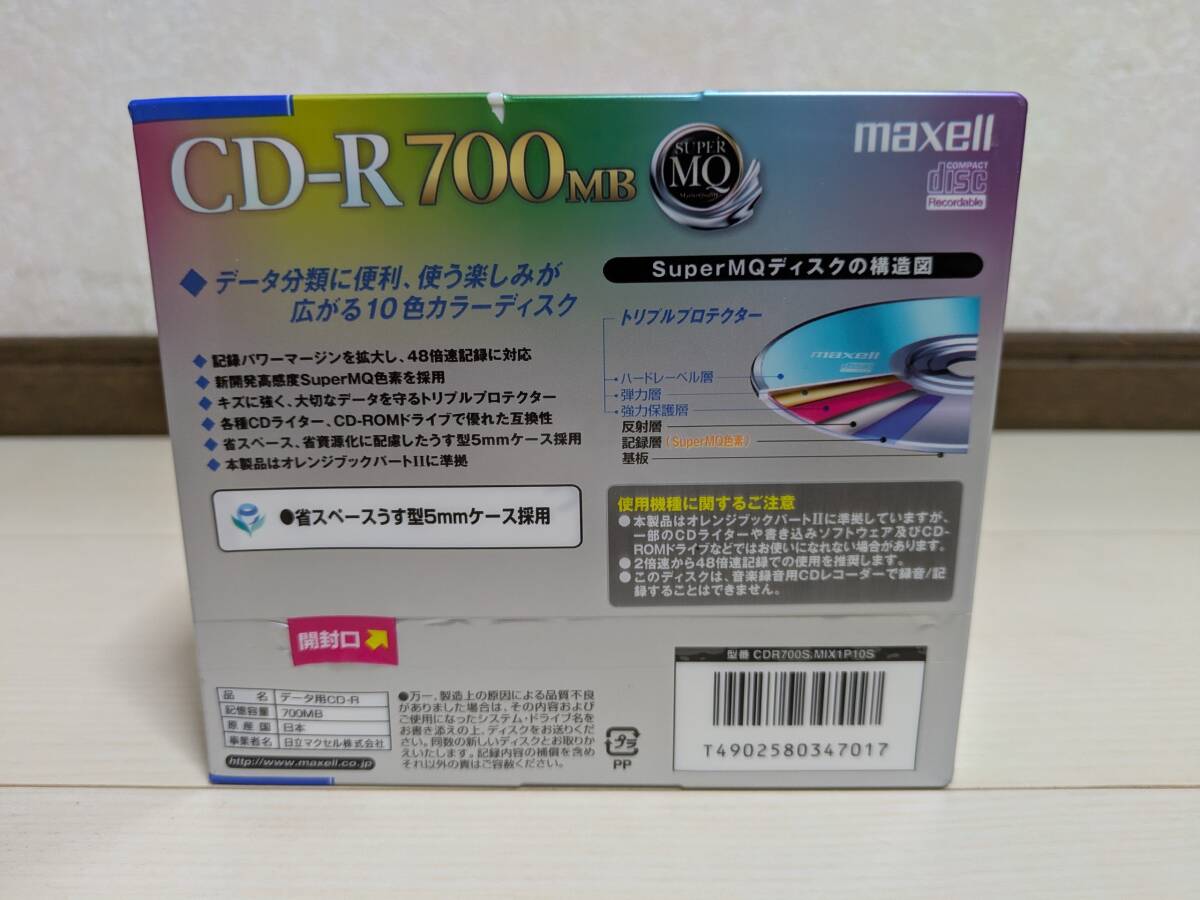 CD-R 700MB
SUPER
MQ
maxell
COMPACT
disc
Recordable
◆データ分類に便利、使う楽しみが
広がる10色カラーディスク
◆記録パワーマージンを拡大し、48倍速記録に対応
◆新開発高感度SuperMQ色素を採用
◆キズに強く、大切なデータを守るトリプルプロテクター
◆各種CDライター、CD-ROMドライブで優れた互換性
◆省スペース、省資源化に配慮したうす型5mmケース採用
◆本製品はオレンジブックパートIIに準拠
●省スペースうす型5mmケース採用
SuperMQディスクの構造図
トリプルプロテクター
ハードレーベル層
弾力層
強力保護層
反射層
記録層(SuperMQ色素)
基板
maxell
使用機種に関するご注意
●本製品はオレンジブックパートIIに準拠していますが、
一部のCDライターや書き込みソフトウェア及びCD-
ROMドライブなどではお使いになれない場合があります。
●2倍速から48倍速記録での使用を推奨します。
●このディスクは、音楽録音用CDレコーダーで録音/記
録することはできません。
開封口
品名 データ用CD-R
記憶容量 700MB
原産国 日本
事業者名 日立マクセル株式会社
http://www.maxell.co.jp
●万一、製造上の原因による品質不良
がありました場合は、その内容および
ご使用になったシステム・ドライブ名を
お書き添えの上、ディスクをお送りくだ
さい。同数の新しいディスクとお取りか
えいたします。記録内容の補償を含め
それ以外の責はご容赦ください。
プラ
PP
型番 CDR700S.MIX1P10S
T4902580347017